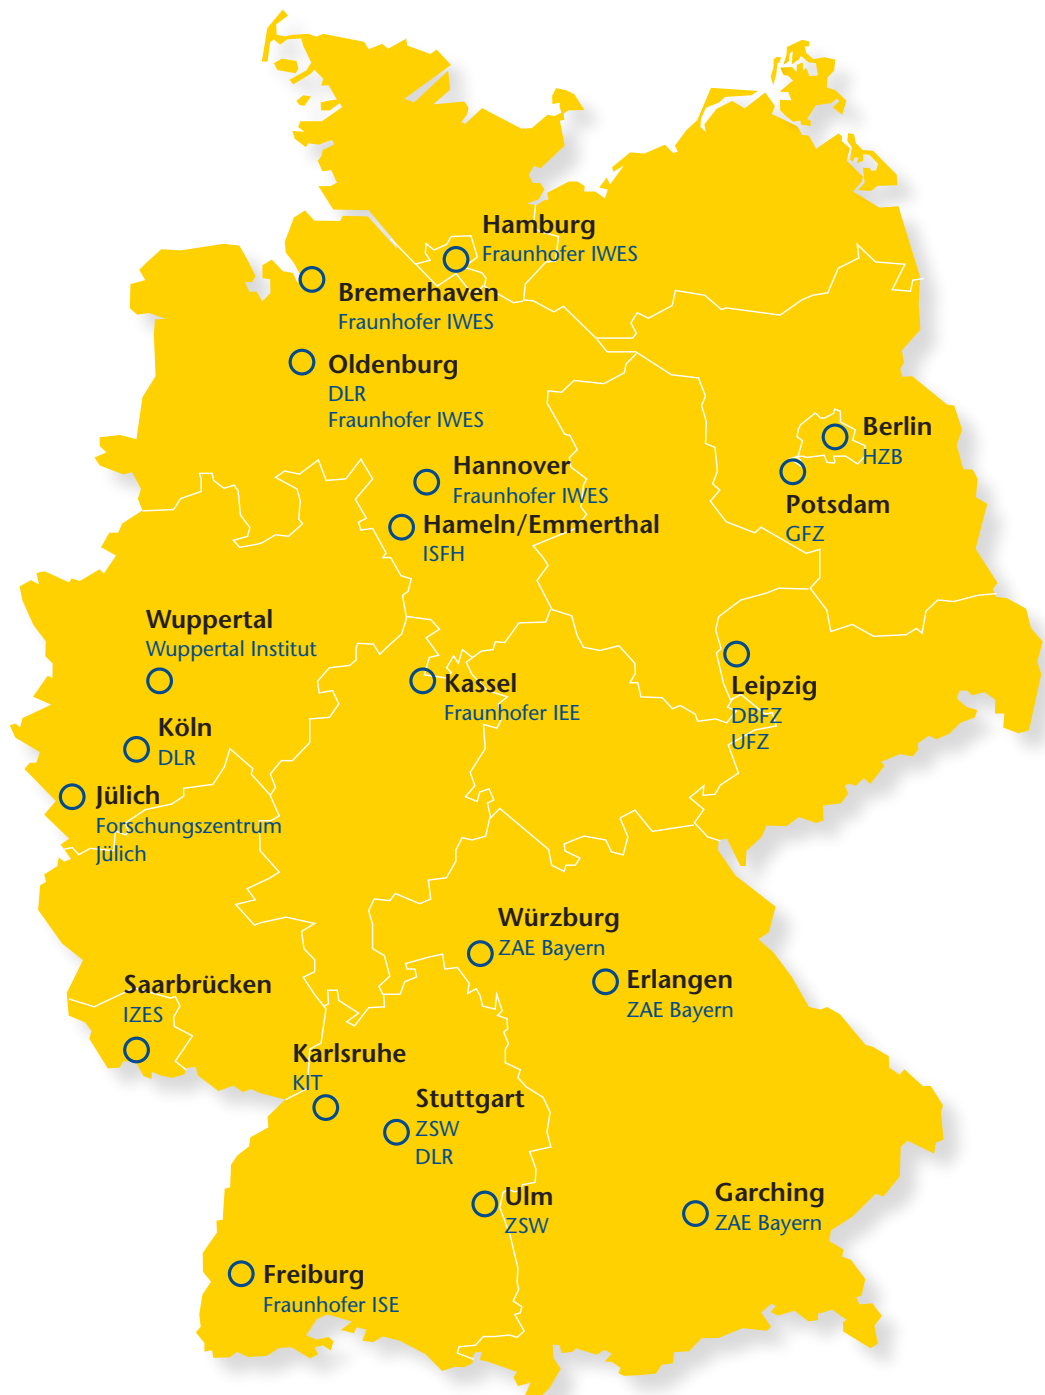 Hamburg
Fraunhofer IWES
Bremerhaven
Fraunhofer IWES
Oldenburg
DLR
Fraunhofer IWES
Berlin
HZB
Hannover
Fraunhofer IWES
Potsdam
GFZ
Hameln/Emmerthal
ISFH
Wuppertal
Wuppertal Institut
Kassel
Fraunhofer IEE
Leipzig
DBFZ
UFZ
Köln
DLR
Jülich
Forschungszentrum
Jülich
Würzburg
ZAE Bayern
Erlangen
ZAE Bayern
Saarbrücken
IZES
Karlsruhe
KIT
Stuttgart
ZSW
DLR
Ulm
ZSW
Garching
ZAE Bayern
Freiburg
Fraunhofer ISE